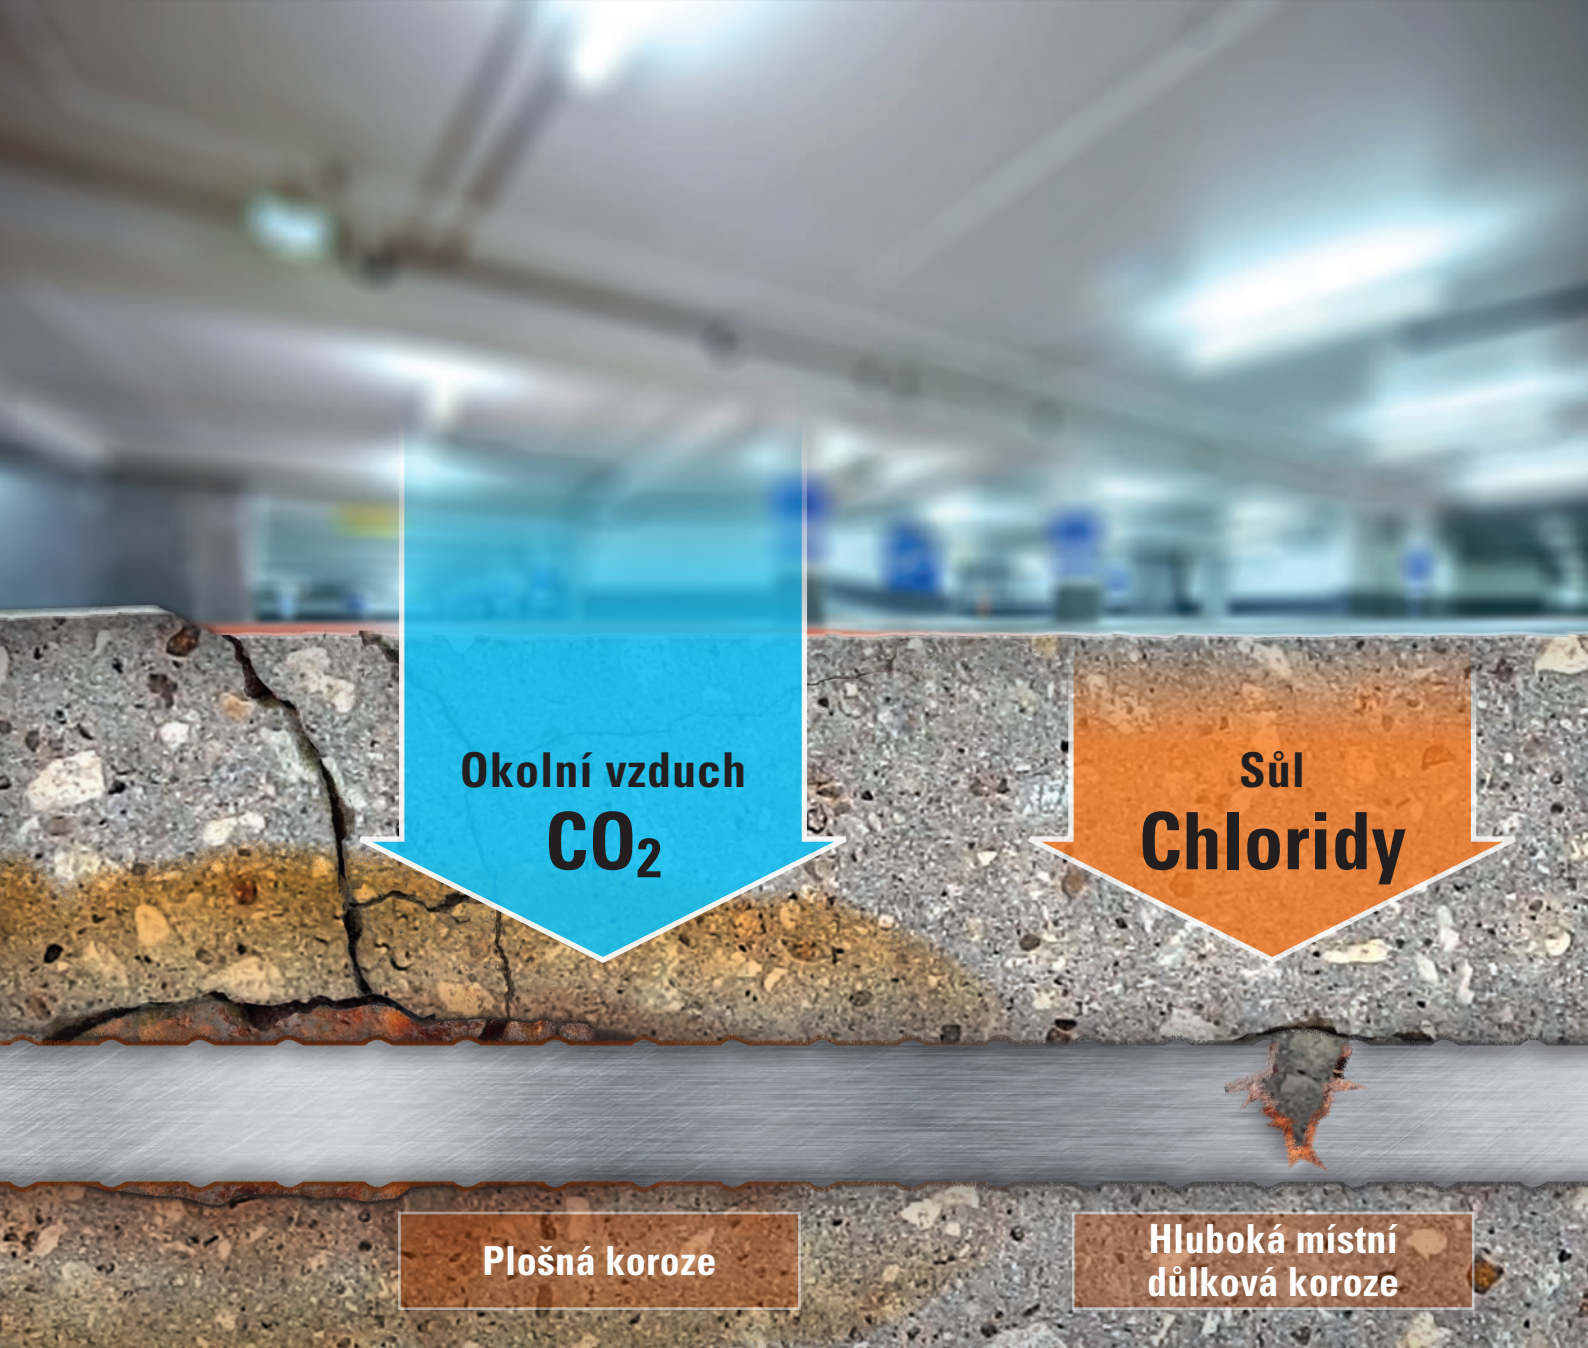 Okolní vzduch
CO₂
Sůl
Chloridy
Plošná koroze
Hluboká místní
důlková koroze